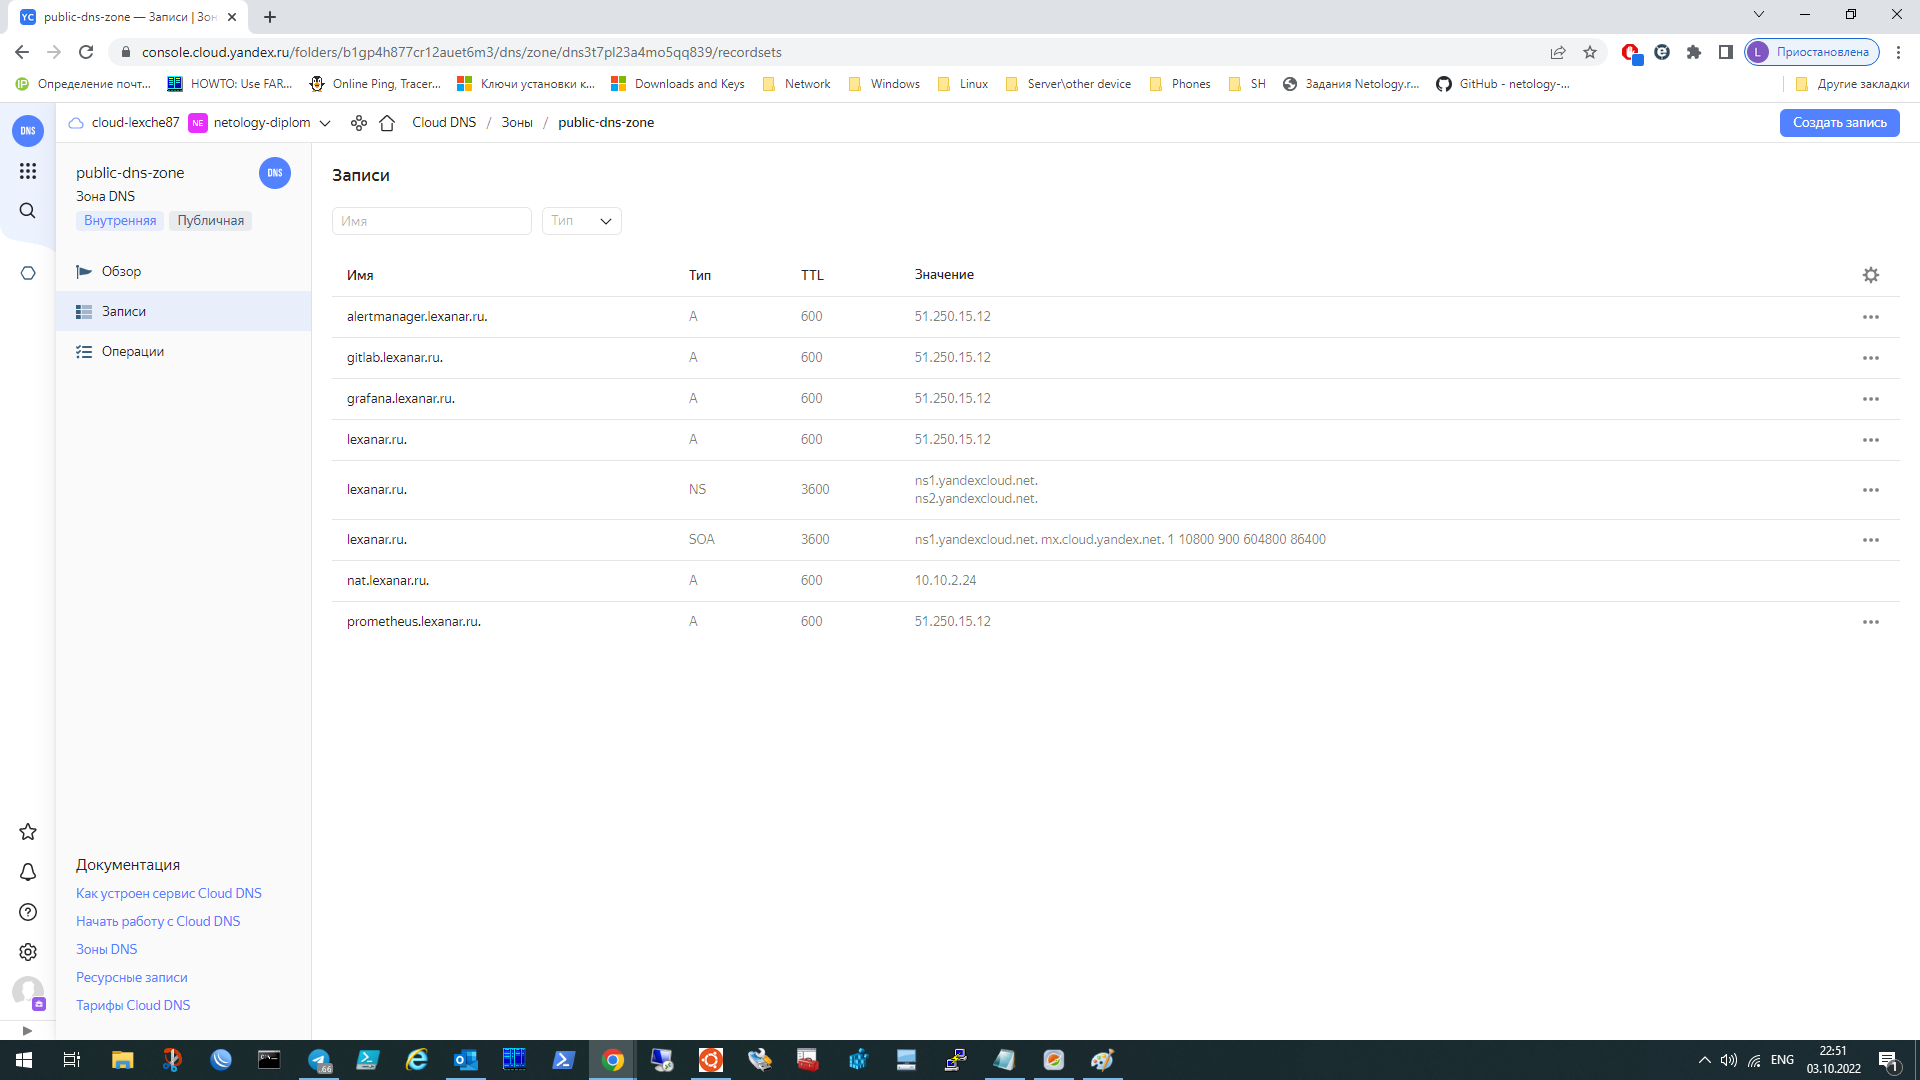 YC public-dns-zone — Записи | Зон
console.cloud.yandex.ru/folders/b1gp4h877cr12auet6m3/dns/zone/dns3t7pl23a4mo5qq839/recordsets
L Приостановлена
IP Определение почт... HOWTO: Use FAR... Online Ping, Tracer... Ключи установки к... Downloads and Keys Network Windows Linux Server\other device Phones SH Задания Netology.r... GitHub - netology-... Другие закладки
DNS cloud-lexche87 NE netology-diplom Cloud DNS / Зоны / public-dns-zone Создать запись
public-dns-zone DNS
Зона DNS
Внутренняя Публичная
Обзор
Записи
Операции
Документация
Как устроен сервис Cloud DNS
Начать работу с Cloud DNS
Зоны DNS
Ресурсные записи
Тарифы Cloud DNS
Записи
Имя Тип
Имя Тип TTL Значение
alertmanager.lexanar.ru. A 600 51.250.15.12
gitlab.lexanar.ru. A 600 51.250.15.12
grafana.lexanar.ru. A 600 51.250.15.12
lexanar.ru. A 600 51.250.15.12
lexanar.ru. NS 3600 ns1.yandexcloud.net.
ns2.yandexcloud.net.
lexanar.ru. SOA 3600 ns1.yandexcloud.net. mx.cloud.yandex.net. 1 10800 900 604800 86400
nat.lexanar.ru. A 600 10.10.2.24
prometheus.lexanar.ru. A 600 51.250.15.12
.66
ENG
22:51
03.10.2022
1